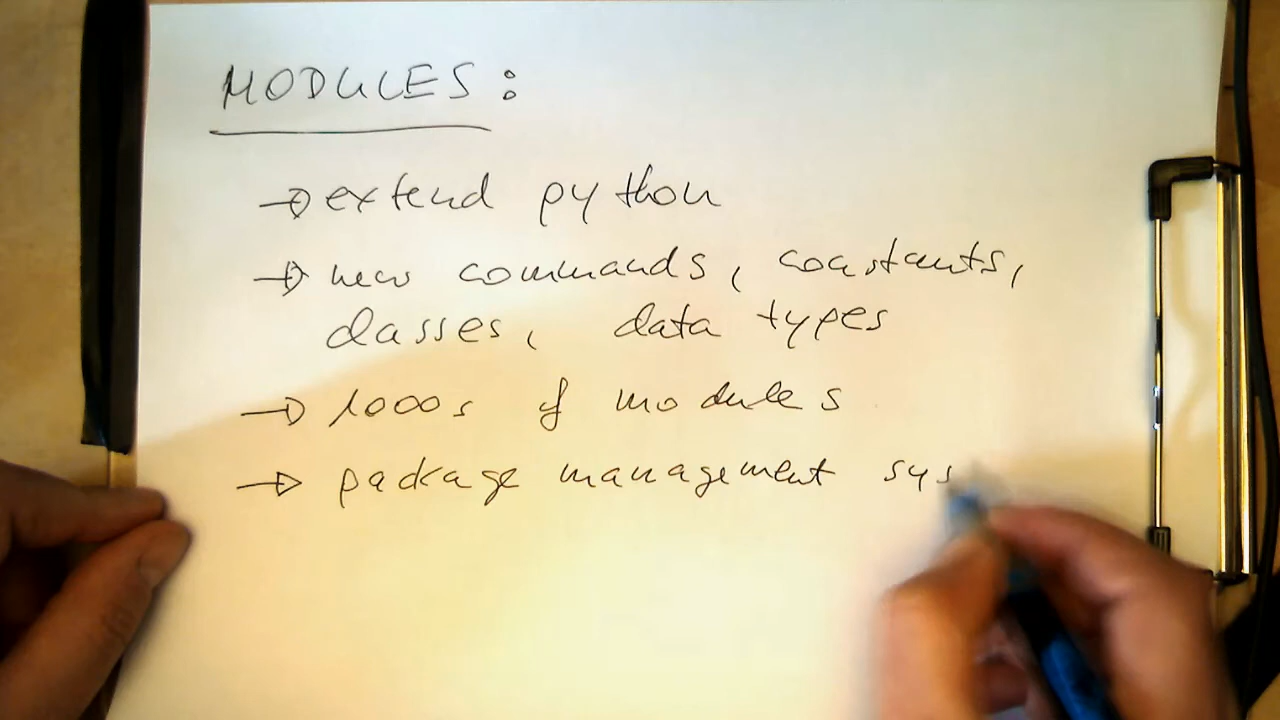 MODULES:
→ extend python
→ new commands, constants,
classes, data types
→ 1000s of modules
→ package management sys